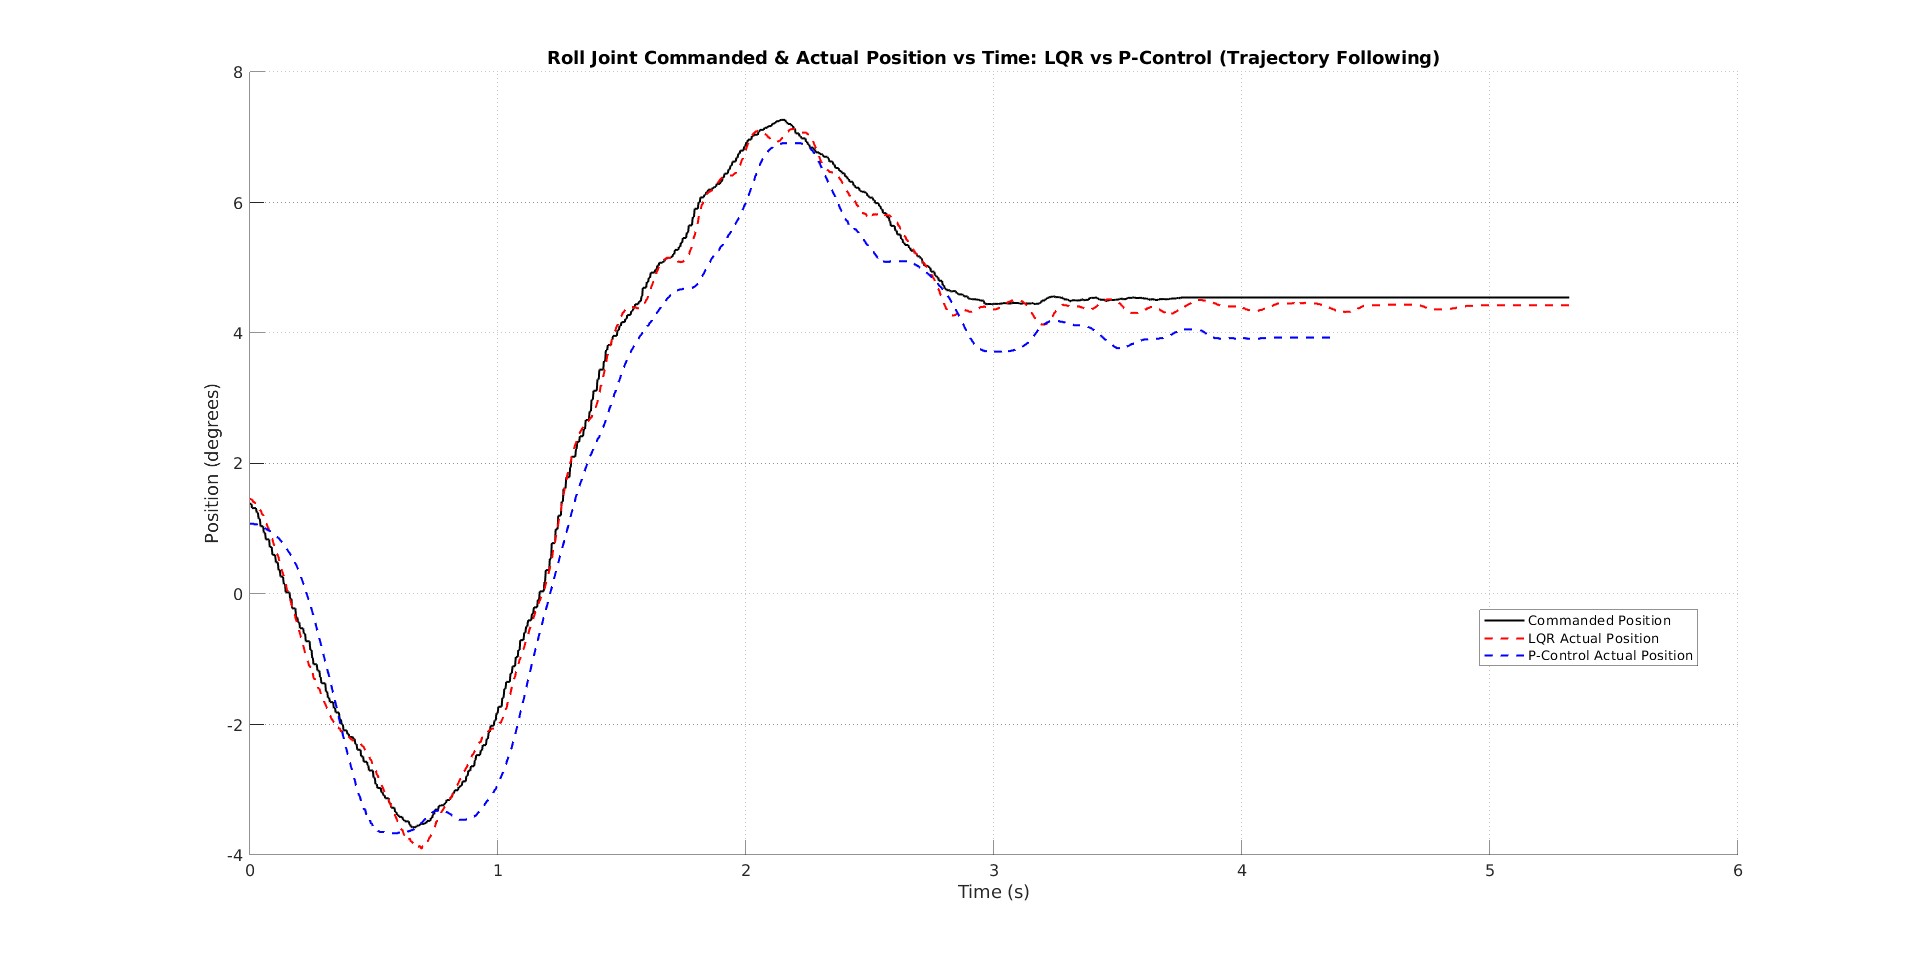 Roll Joint Commanded & Actual Position vs Time: LQR vs P-Control (Trajectory Following)
8
6
4
2
0
-2
-4
Position (degrees)
Commanded Position
LQR Actual Position
P-Control Actual Position
0 1 2 3 4 5 6
Time (s)